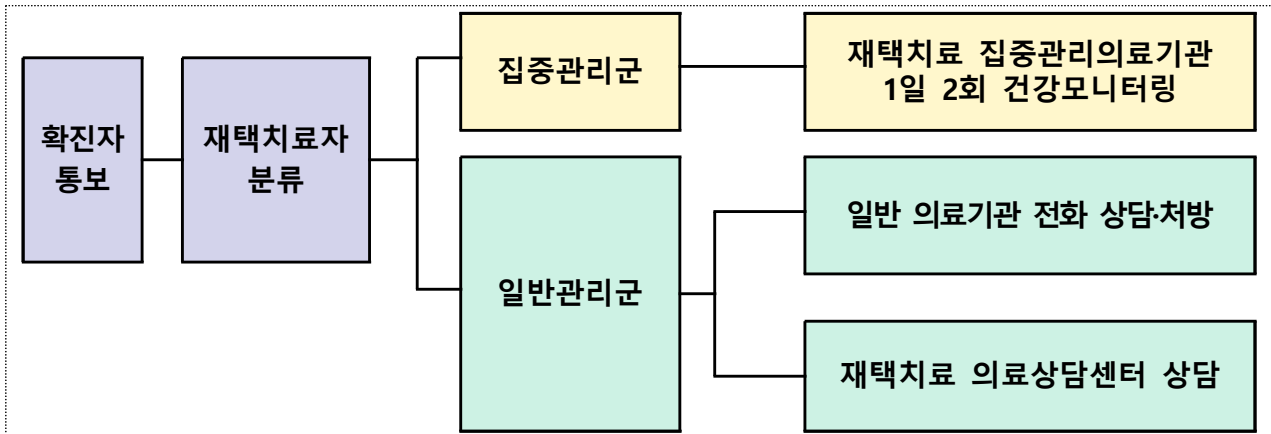 확진자
통보
재택치료자
분류
집중관리군
재택치료 집중관리의료기관
1일 2회 건강모니터링
일반관리군
일반 의료기관 전화 상담·처방
재택치료 의료상담센터 상담